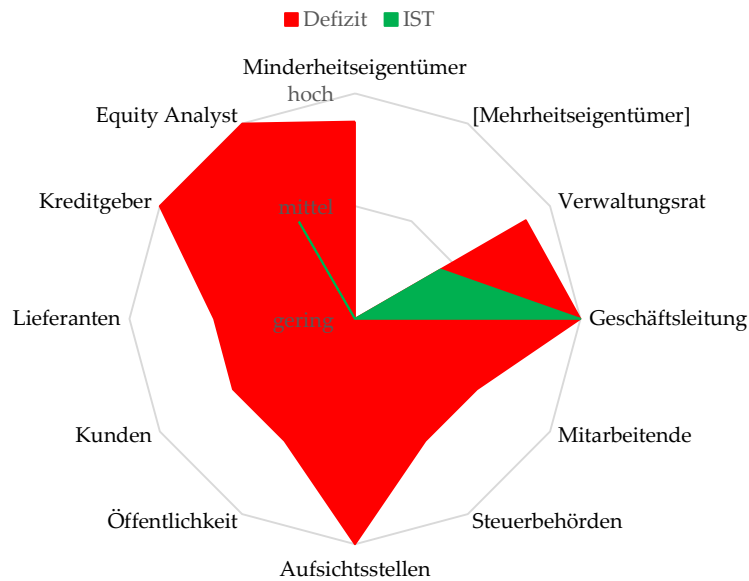 Defizit IST
Minderheitseigentümer
hoch
Equity Analyst
[Mehrheitseigentümer]
Kreditgeber
mittel
Verwaltungsrat
Lieferanten
gering
Geschäftsleitung
Kunden
Mitarbeitende
Öffentlichkeit
Steuerbehörden
Aufsichtsstellen